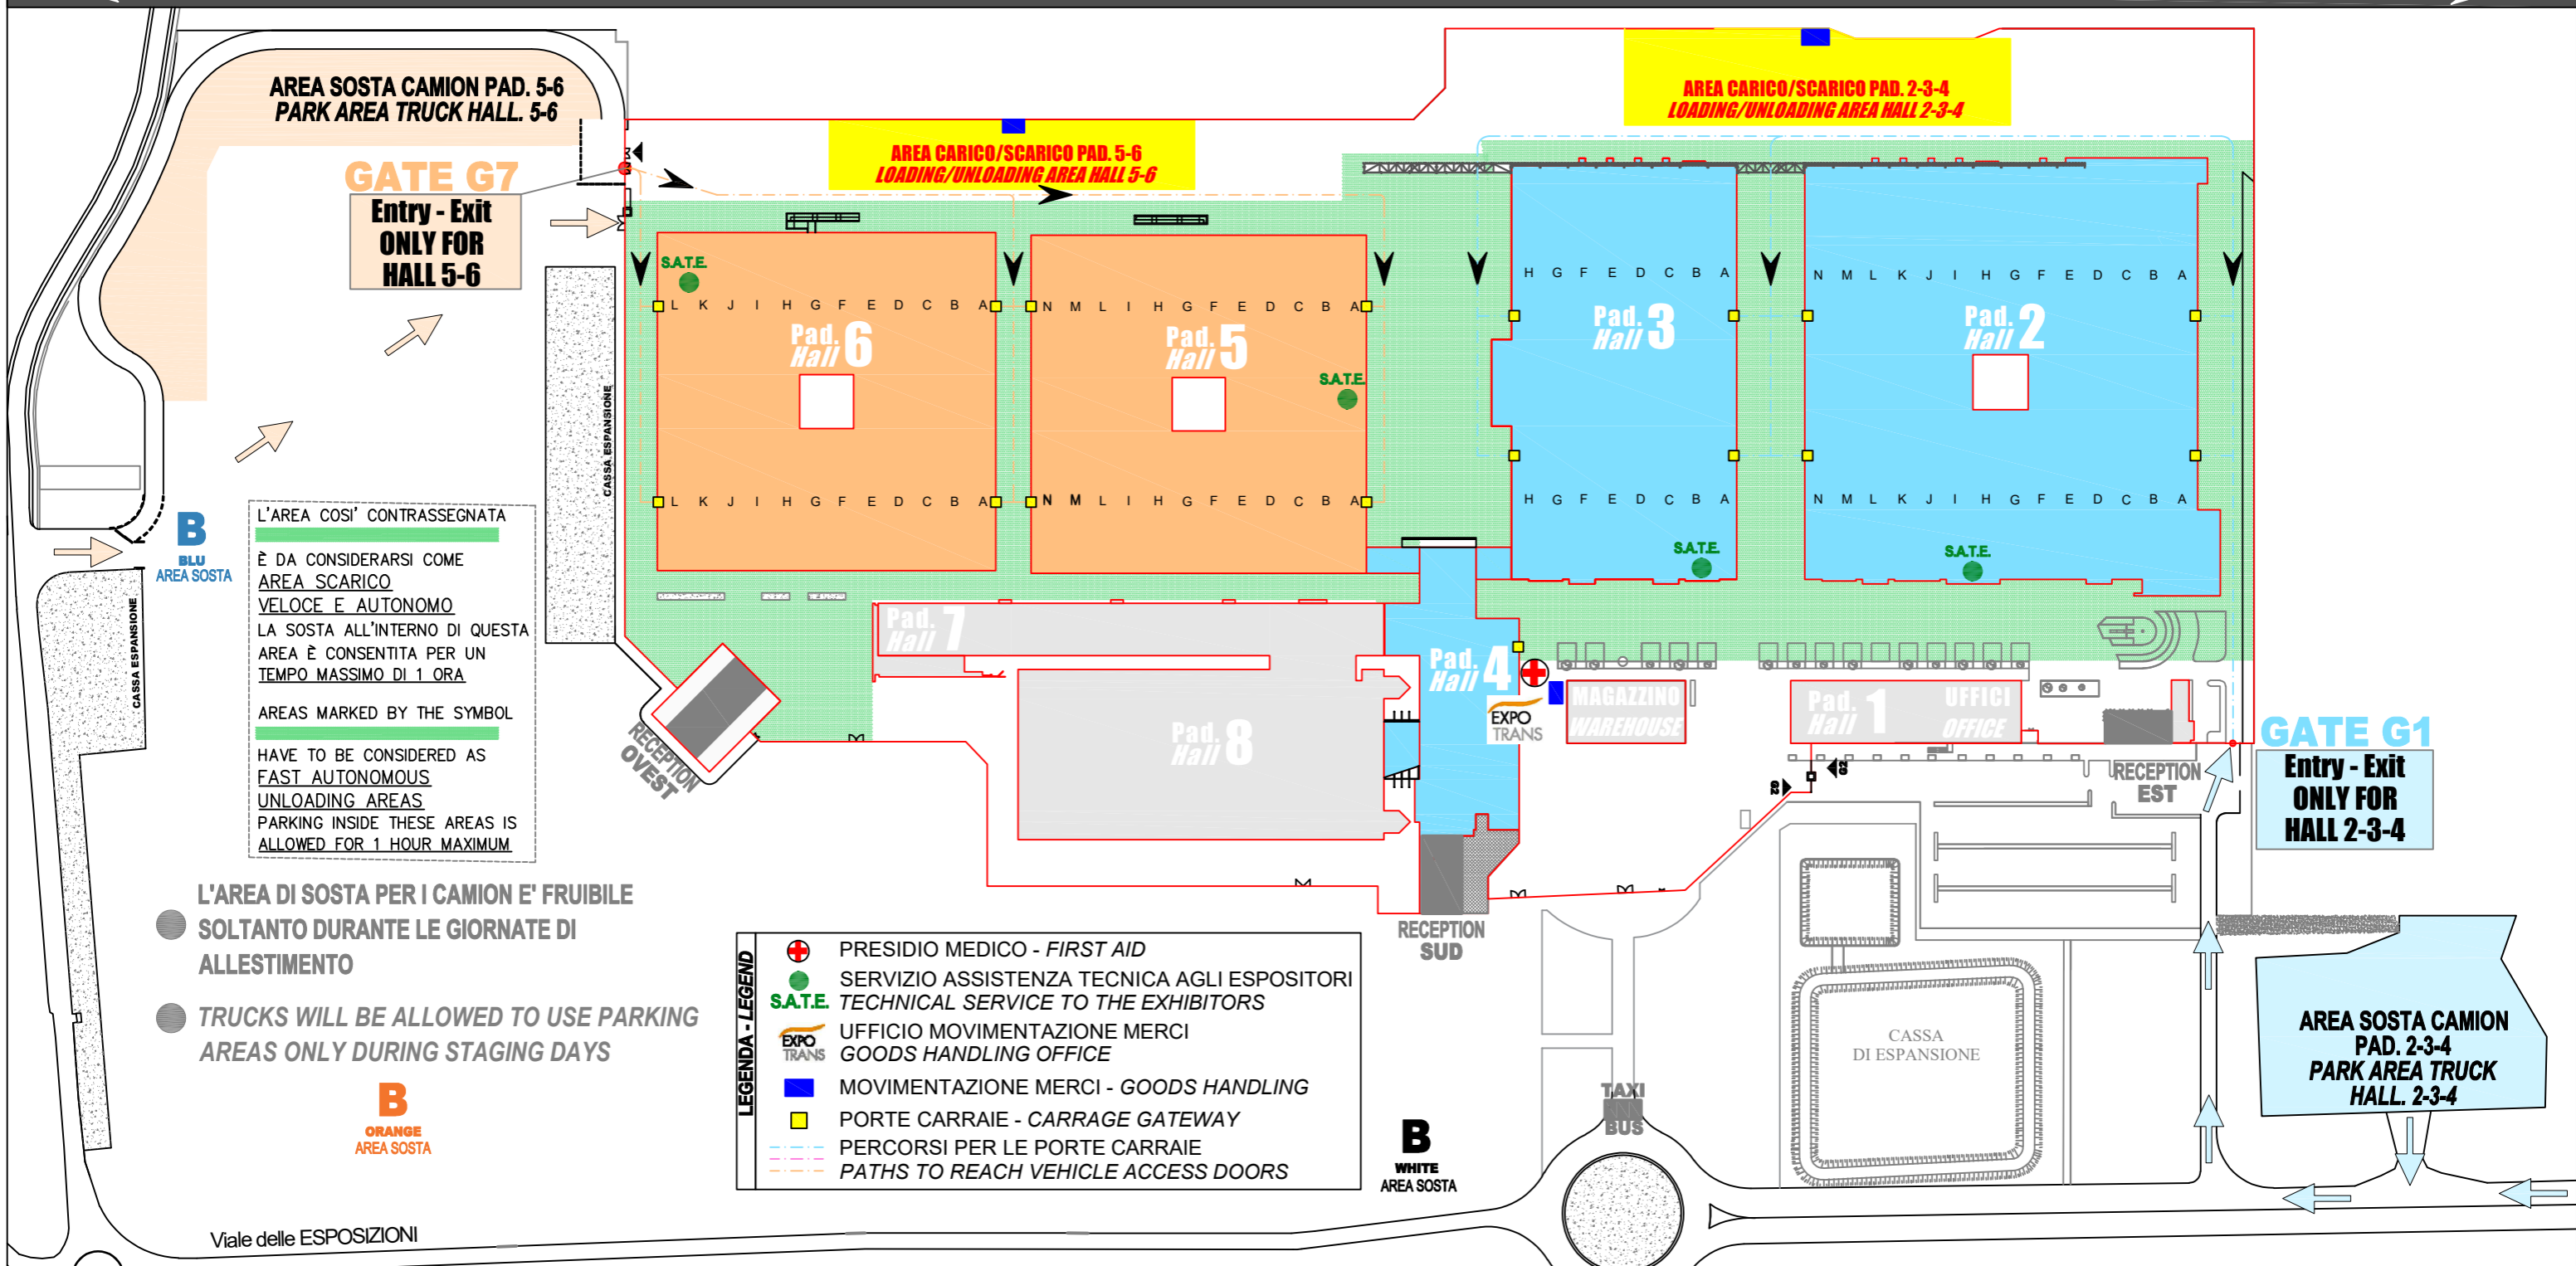 AREA SOSTA CAMION PAD. 5-6
PARK AREA TRUCK HALL. 5-6
GATE G7
Entry - Exit
ONLY FOR
HALL 5-6
AREA CARICO/SCARICO PAD. 5-6
LOADING/UNLOADING AREA HALL 5-6
AREA CARICO/SCARICO PAD. 2-3-4
LOADING/UNLOADING AREA HALL 2-3-4
S.A.T.E.
L K J I H G F E D C B A
Pad.
Hall 6
L K J I H G F E D C B A
N M L I H G F E D C B A
Pad.
Hall 5
S.A.T.E.
N M L I H G F E D C B A
H G F E D C B A
Pad.
Hall 3
H G F E D C B A
S.A.T.E.
N M L K J I H G F E D C B A
Pad.
Hall 2
N M L K J I H G F E D C B A
S.A.T.E.
CASSA ESPANSIONE
CASSA ESPANSIONE
B
BLU
AREA SOSTA
L'AREA COSI' CONTRASSEGNATA
È DA CONSIDERARSI COME
AREA SCARICO
VELOCE E AUTONOMO
LA SOSTA ALL'INTERNO DI QUESTA
AREA È CONSENTITA PER UN
TEMPO MASSIMO DI 1 ORA
AREAS MARKED BY THE SYMBOL
HAVE TO BE CONSIDERED AS
FAST AUTONOMOUS
UNLOADING AREAS
PARKING INSIDE THESE AREAS IS
ALLOWED FOR 1 HOUR MAXIMUM
Pad.
Hall 7
Pad.
Hall 8
Pad.
Hall 4
EXPO
TRANS
MAGAZZINO
WAREHOUSE
Pad.
Hall 1
UFFICI
OFFICE
RECEPTION
OVEST
RECEPTION
SUD
RECEPTION
EST
G2
G2
GATE G1
Entry - Exit
ONLY FOR
HALL 2-3-4
L'AREA DI SOSTA PER I CAMION E' FRUIBILE
SOLTANTO DURANTE LE GIORNATE DI
ALLESTIMENTO
TRUCKS WILL BE ALLOWED TO USE PARKING
AREAS ONLY DURING STAGING DAYS
B
ORANGE
AREA SOSTA
LEGENDA - LEGEND
PRESIDIO MEDICO - FIRST AID
SERVIZIO ASSISTENZA TECNICA AGLI ESPOSITORI
S.A.T.E. TECHNICAL SERVICE TO THE EXHIBITORS
EXPO
TRANS
UFFICIO MOVIMENTAZIONE MERCI
GOODS HANDLING OFFICE
MOVIMENTAZIONE MERCI - GOODS HANDLING
PORTE CARRAIE - CARRAGE GATEWAY
PERCORSI PER LE PORTE CARRAIE
PATHS TO REACH VEHICLE ACCESS DOORS
B
WHITE
AREA SOSTA
TAXI
BUS
CASSA
DI ESPANSIONE
AREA SOSTA CAMION
PAD. 2-3-4
PARK AREA TRUCK
HALL. 2-3-4
Viale delle ESPOSIZIONI